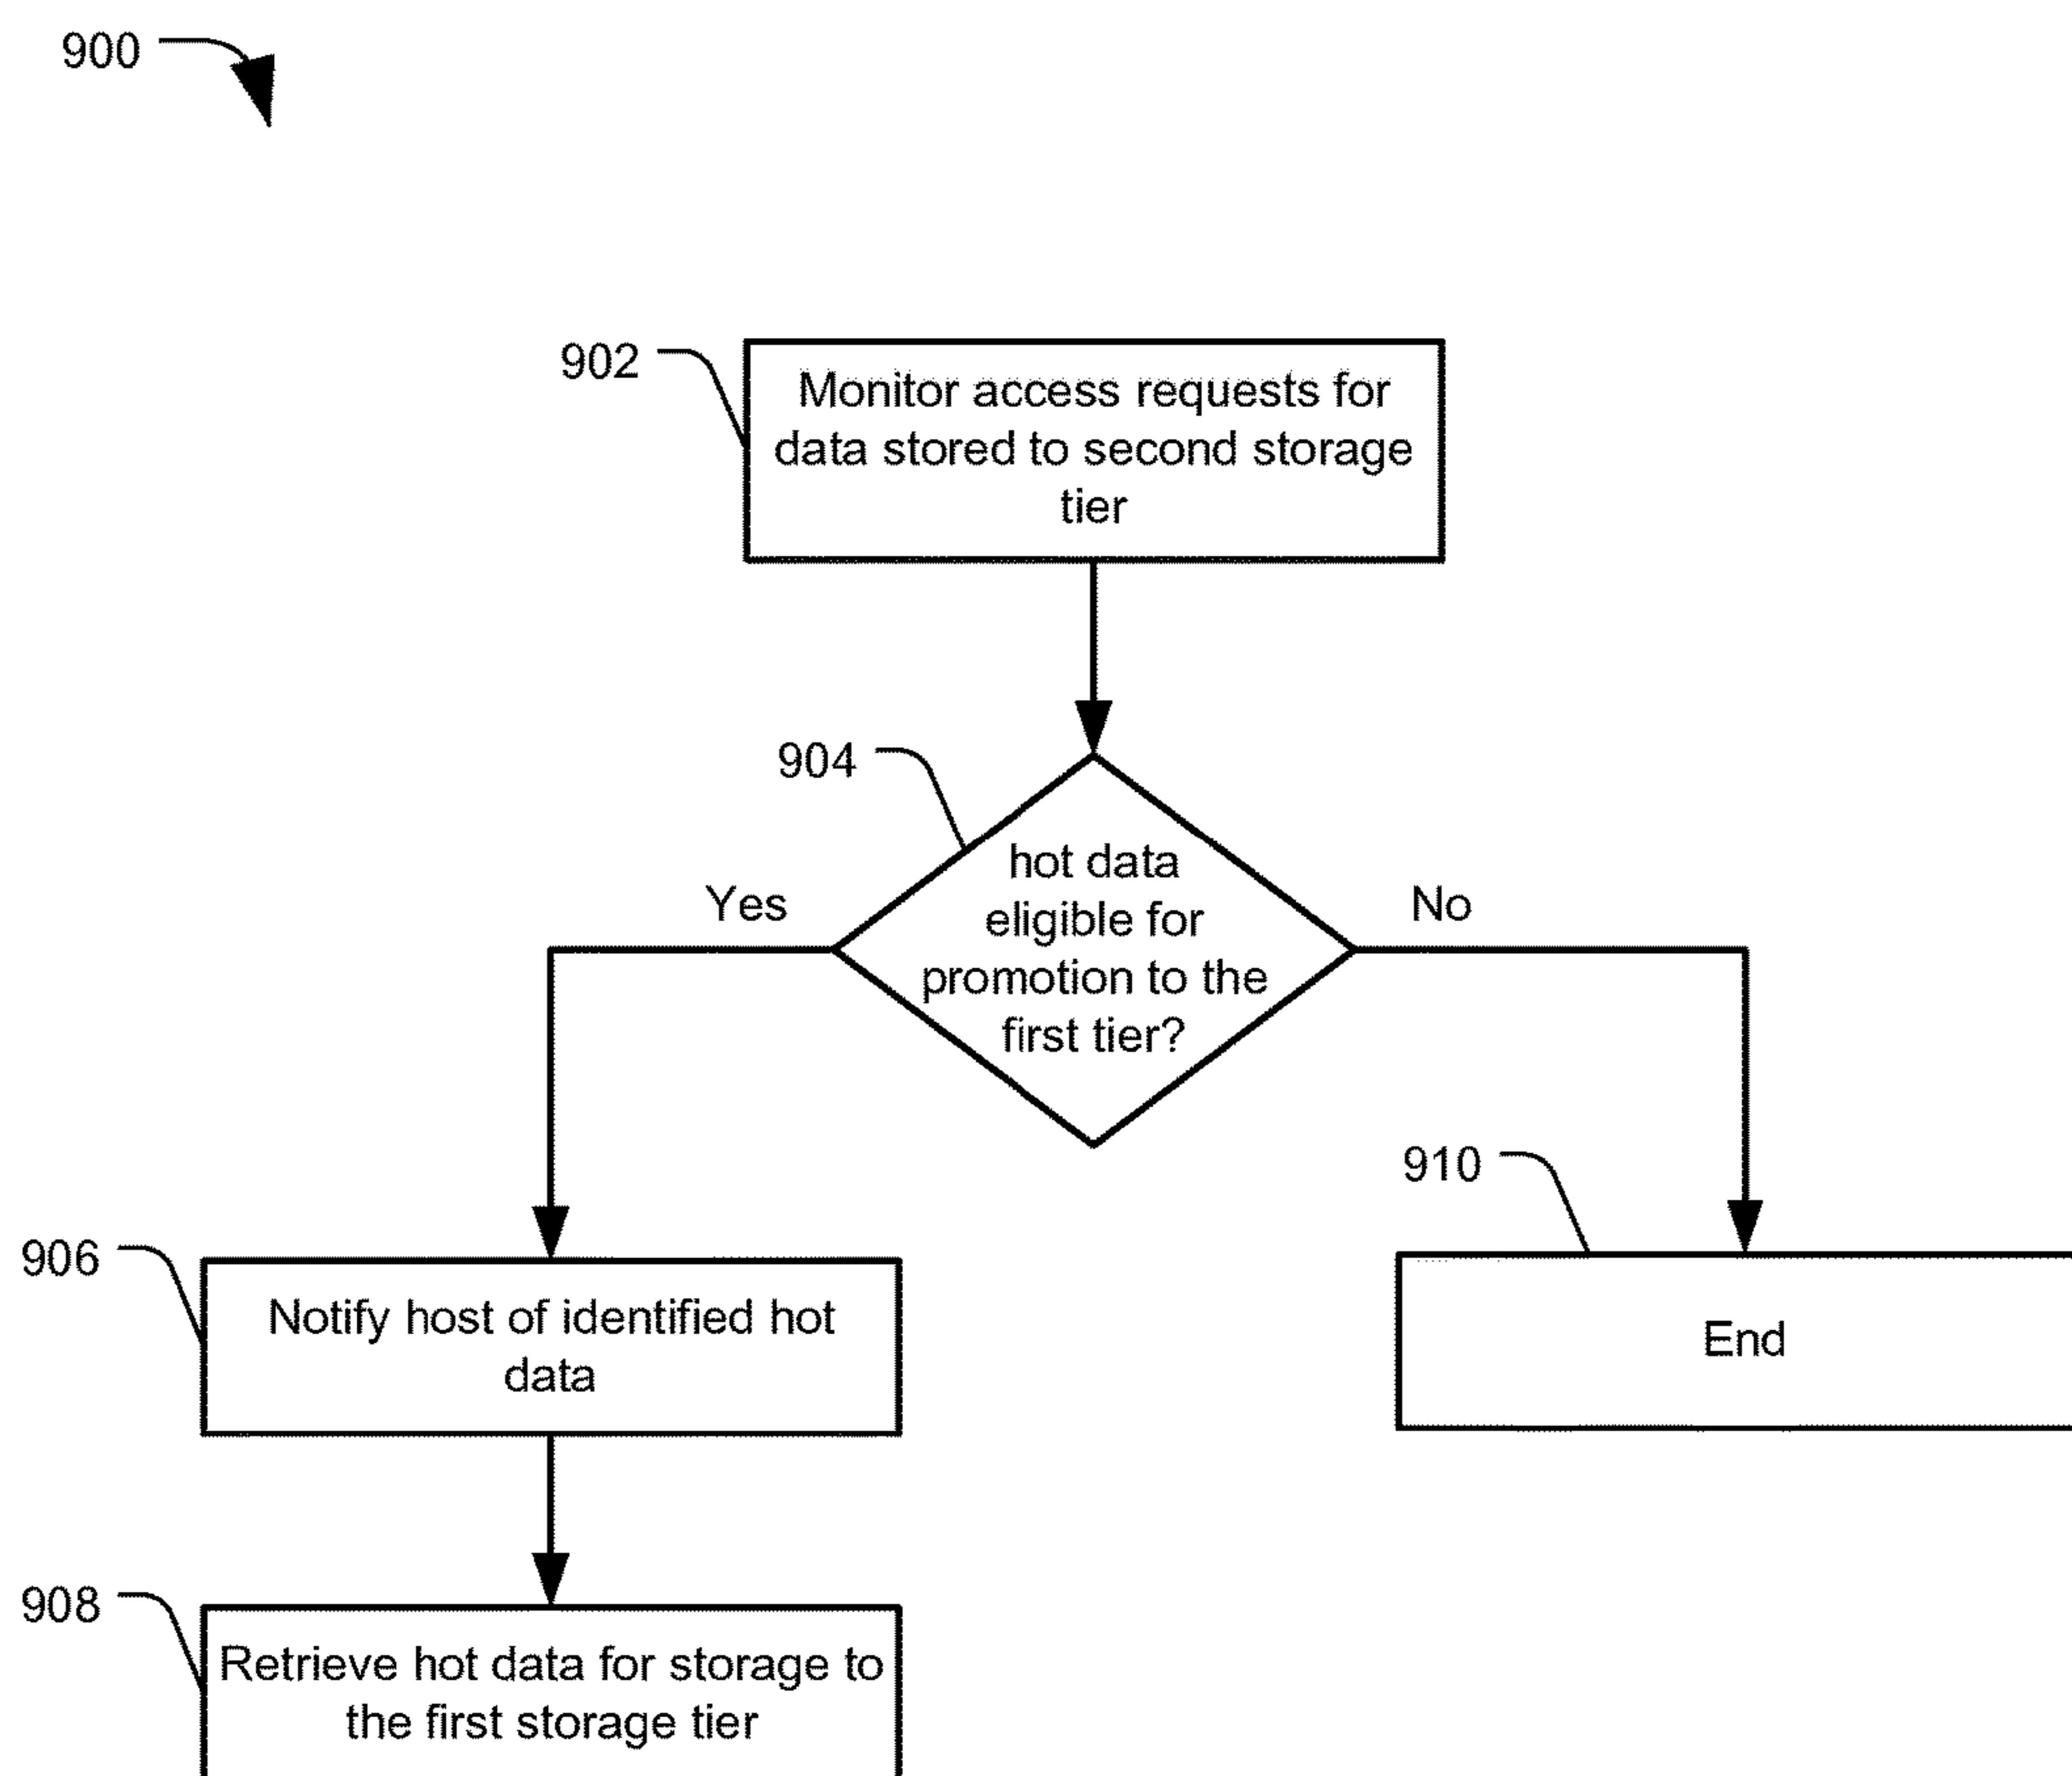 900
902
Monitor access requests for
data stored to second storage
tier
904
hot data
eligible for
promotion to the
first tier?
Yes
No
906
Notify host of identified hot
data
910
End
908
Retrieve hot data for storage to
the first storage tier